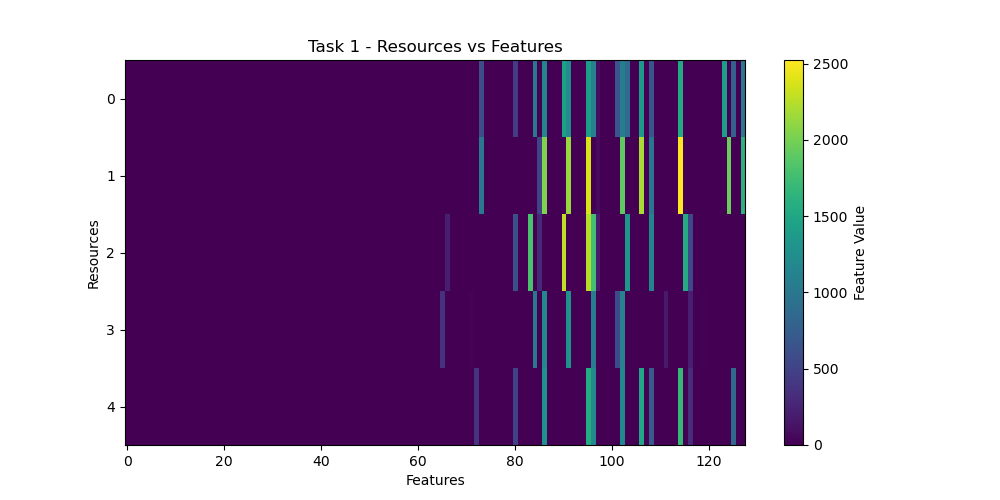 Task 1 - Resources vs Features
Resources
0
1
2
3
4
0 20 40 60 80 100 120
Features
2500
2000
1500
1000
500
0
Feature Value